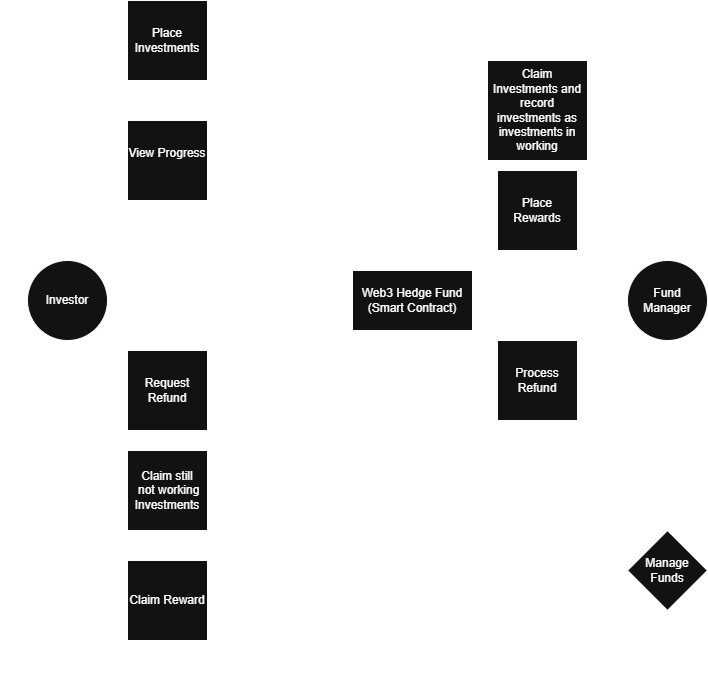 Place
Investments
Claim
Investments and
record
investments as
investments in
working
View Progress
Place
Rewards
Investor
Web3 Hedge Fund
(Smart Contract)
Fund
Manager
Request
Refund
Process
Refund
Claim still
not working
Investments
Manage
Funds
Claim Reward